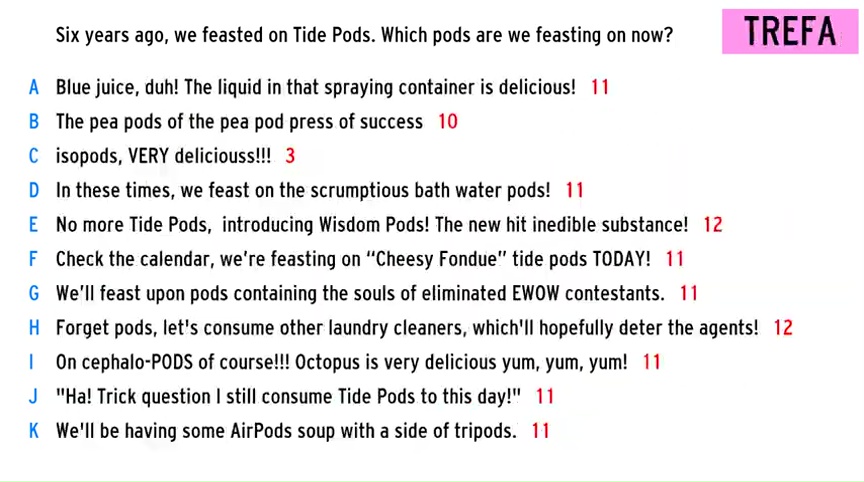 Six years ago, we feasted on Tide Pods. Which pods are we feasting on now?
TREFA
A Blue juice, duh! The liquid in that spraying container is delicious! 11
B The pea pods of the pea pod press of success 10
C isopods, VERY deliciouss!!! 3
D In these times, we feast on the scrumptious bath water pods! 11
E No more Tide Pods,  introducing Wisdom Pods! The new hit inedible substance! 12
F Check the calendar, we're feasting on “Cheesy Fondue” tide pods TODAY! 11
G We'll feast upon pods containing the souls of eliminated EWOW contestants. 11
H Forget pods, let's consume other laundry cleaners, which'll hopefully deter the agents! 12
I On cephalo-PODS of course!!! Octopus is very delicious yum, yum, yum! 11
J "Ha! Trick question I still consume Tide Pods to this day!" 11
K We'll be having some AirPods soup with a side of tripods. 11